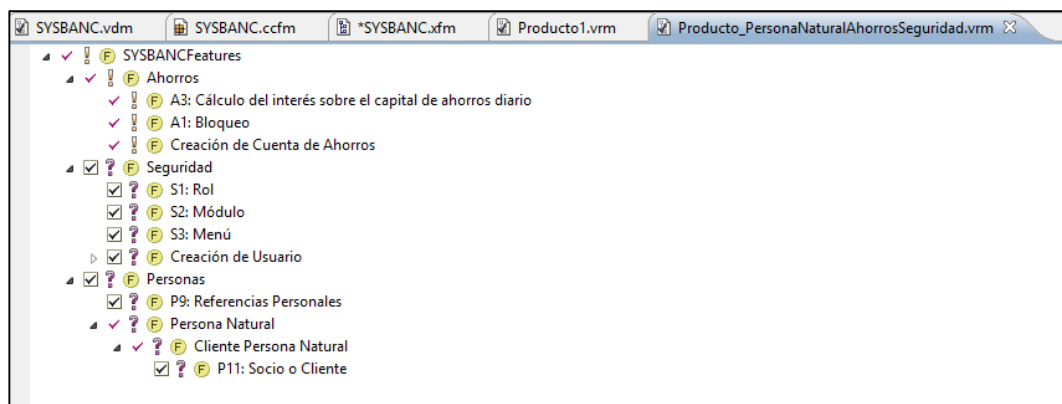 SYSBANC.vdm SYSBANC.ccfm *SYSBANC.xfm Producto1.vrm Producto_PersonaNaturalAhorrosSeguridad.vrm
SYSBANCFeatures
Ahorros
A3: Cálculo del interés sobre el capital de ahorros diario
A1: Bloqueo
Creación de Cuenta de Ahorros
Seguridad
S1: Rol
S2: Módulo
S3: Menú
Creación de Usuario
Personas
P9: Referencias Personales
Persona Natural
Cliente Persona Natural
P11: Socio o Cliente